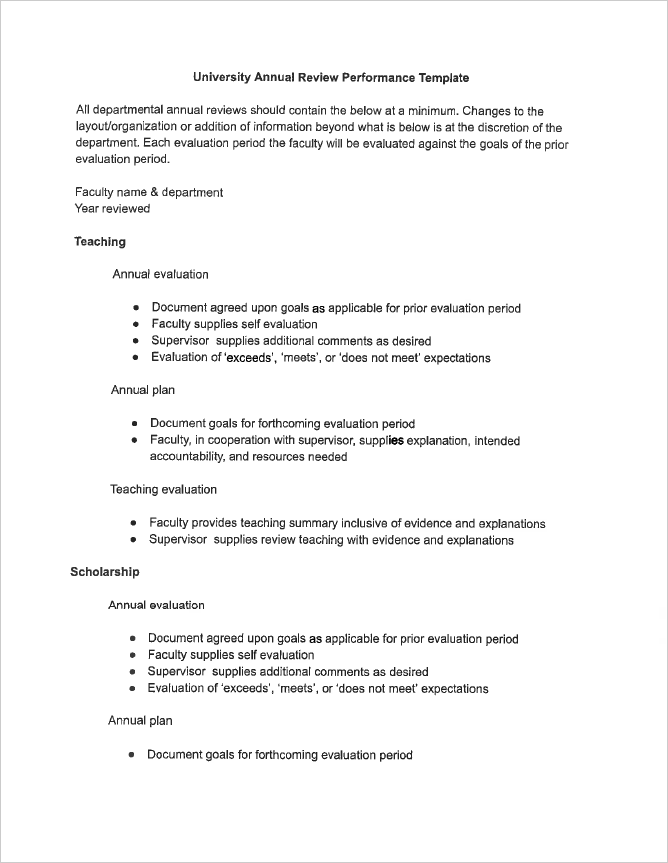 University Annual Review Performance Template
All departmental annual reviews should contain the below at a minimum. Changes to the
layout/organization or addition of information beyond what is below is at the discretion of the
department. Each evaluation period the faculty will be evaluated against the goals of the prior
evaluation period.
Faculty name & department
Year reviewed
Teaching
Annual evaluation
● Document agreed upon goals as applicable for prior evaluation period
● Faculty supplies self evaluation
● Supervisor supplies additional comments as desired
● Evaluation of ‘exceeds’, ‘meets’, or ‘does not meet’ expectations
Annual plan
● Document goals for forthcoming evaluation period
● Faculty, in cooperation with supervisor, supplies explanation, intended
accountability, and resources needed
Teaching evaluation
● Faculty provides teaching summary inclusive of evidence and explanations
● Supervisor supplies review teaching with evidence and explanations
Scholarship
Annual evaluation
● Document agreed upon goals as applicable for prior evaluation period
● Faculty supplies self evaluation
● Supervisor supplies additional comments as desired
● Evaluation of ‘exceeds’, ‘meets’, or ‘does not meet’ expectations
Annual plan
● Document goals for forthcoming evaluation period